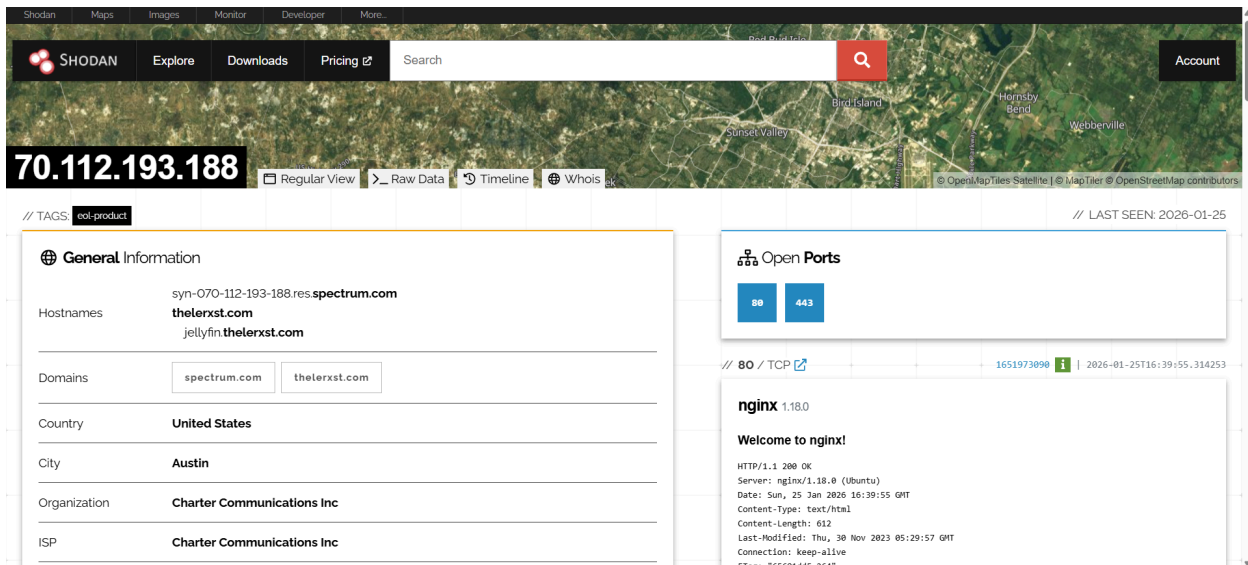 Shodan Maps Images Monitor Developer More...
SHODAN Explore Downloads Pricing Search Account
Red Bud Isle
Bird Island
Hornsby Bend
Webberville
Sunset Valley
70.112.193.188
Regular View >_ Raw Data Timeline Whois
© OpenMapTiles Satellite | © MapTiler © OpenStreetMap contributors
// TAGS: eol-product
// LAST SEEN: 2026-01-25
General Information
Hostnames
syn-070-112-193-188.res.spectrum.com
thelerxst.com
jellyfin.thelerxst.com
Domains spectrum.com thelerxst.com
Country United States
City Austin
Organization Charter Communications Inc
ISP Charter Communications Inc
Open Ports
80 443
// 80 / TCP
1651973090 i | 2026-01-25T16:39:55.314253
nginx 1.18.0
Welcome to nginx!
HTTP/1.1 200 OK
Server: nginx/1.18.0 (Ubuntu)
Date: Sun, 25 Jan 2026 16:39:55 GMT
Content-Type: text/html
Content-Length: 612
Last-Modified: Thu, 30 Nov 2023 05:29:57 GMT
Connection: keep-alive